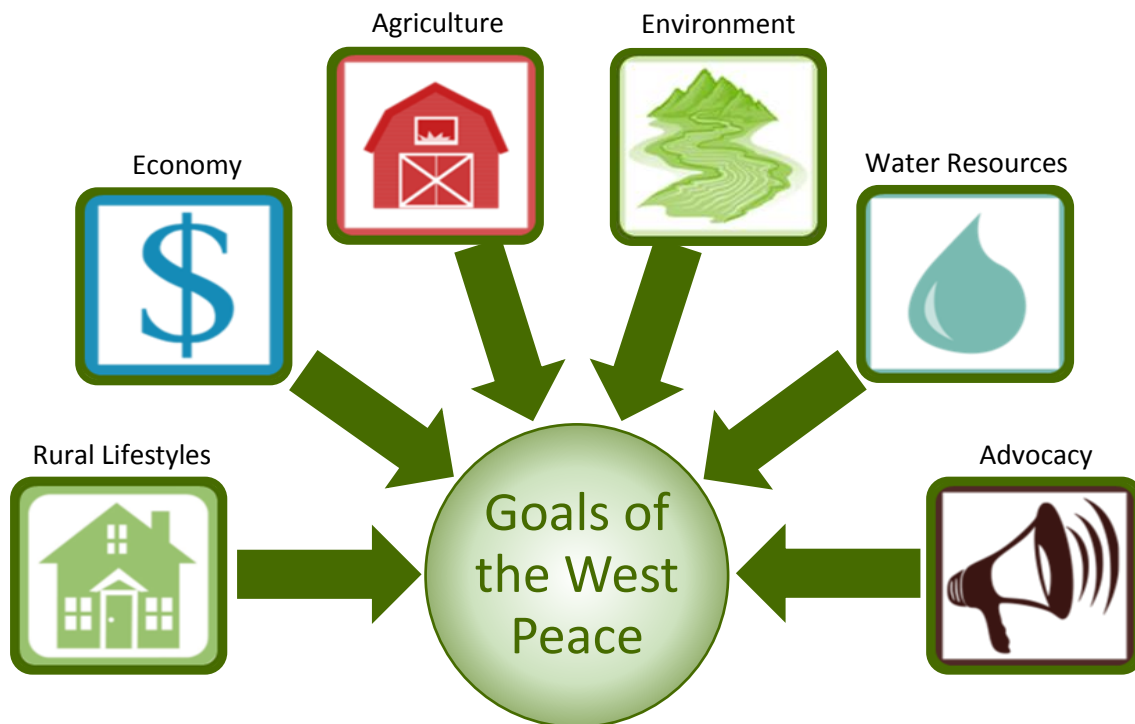 Agriculture
Environment
Economy
Water Resources
Rural Lifestyles
Advocacy
Goals of
the West
Peace
$